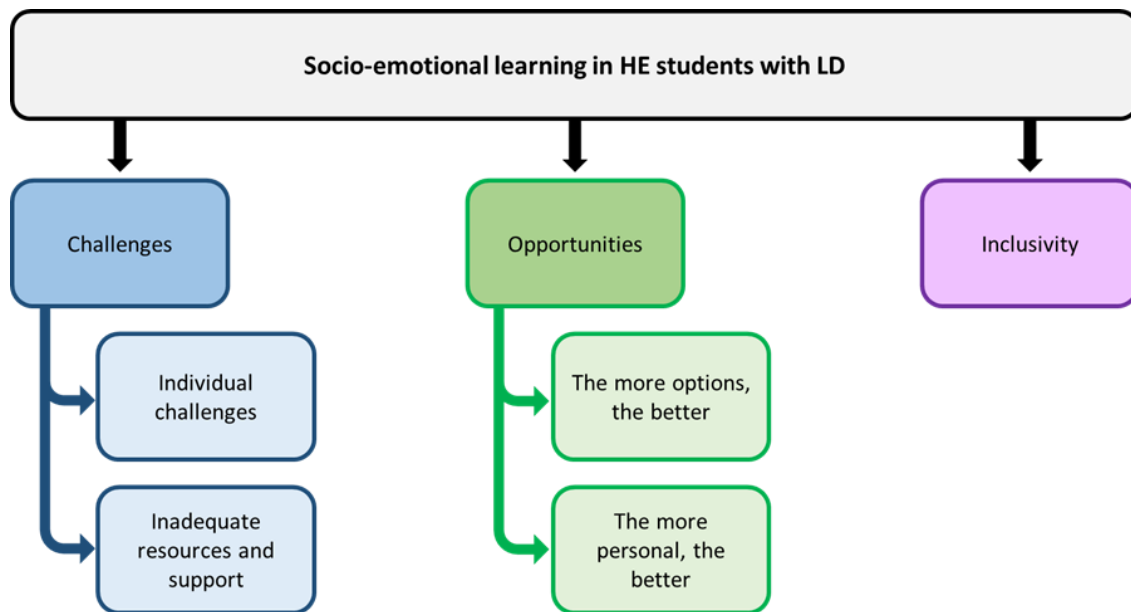 Socio-emotional learning in HE students with LD
Challenges
Opportunities
Inclusivity
Individual
challenges
The more options,
the better
Inadequate
resources and
support
The more
personal, the
better